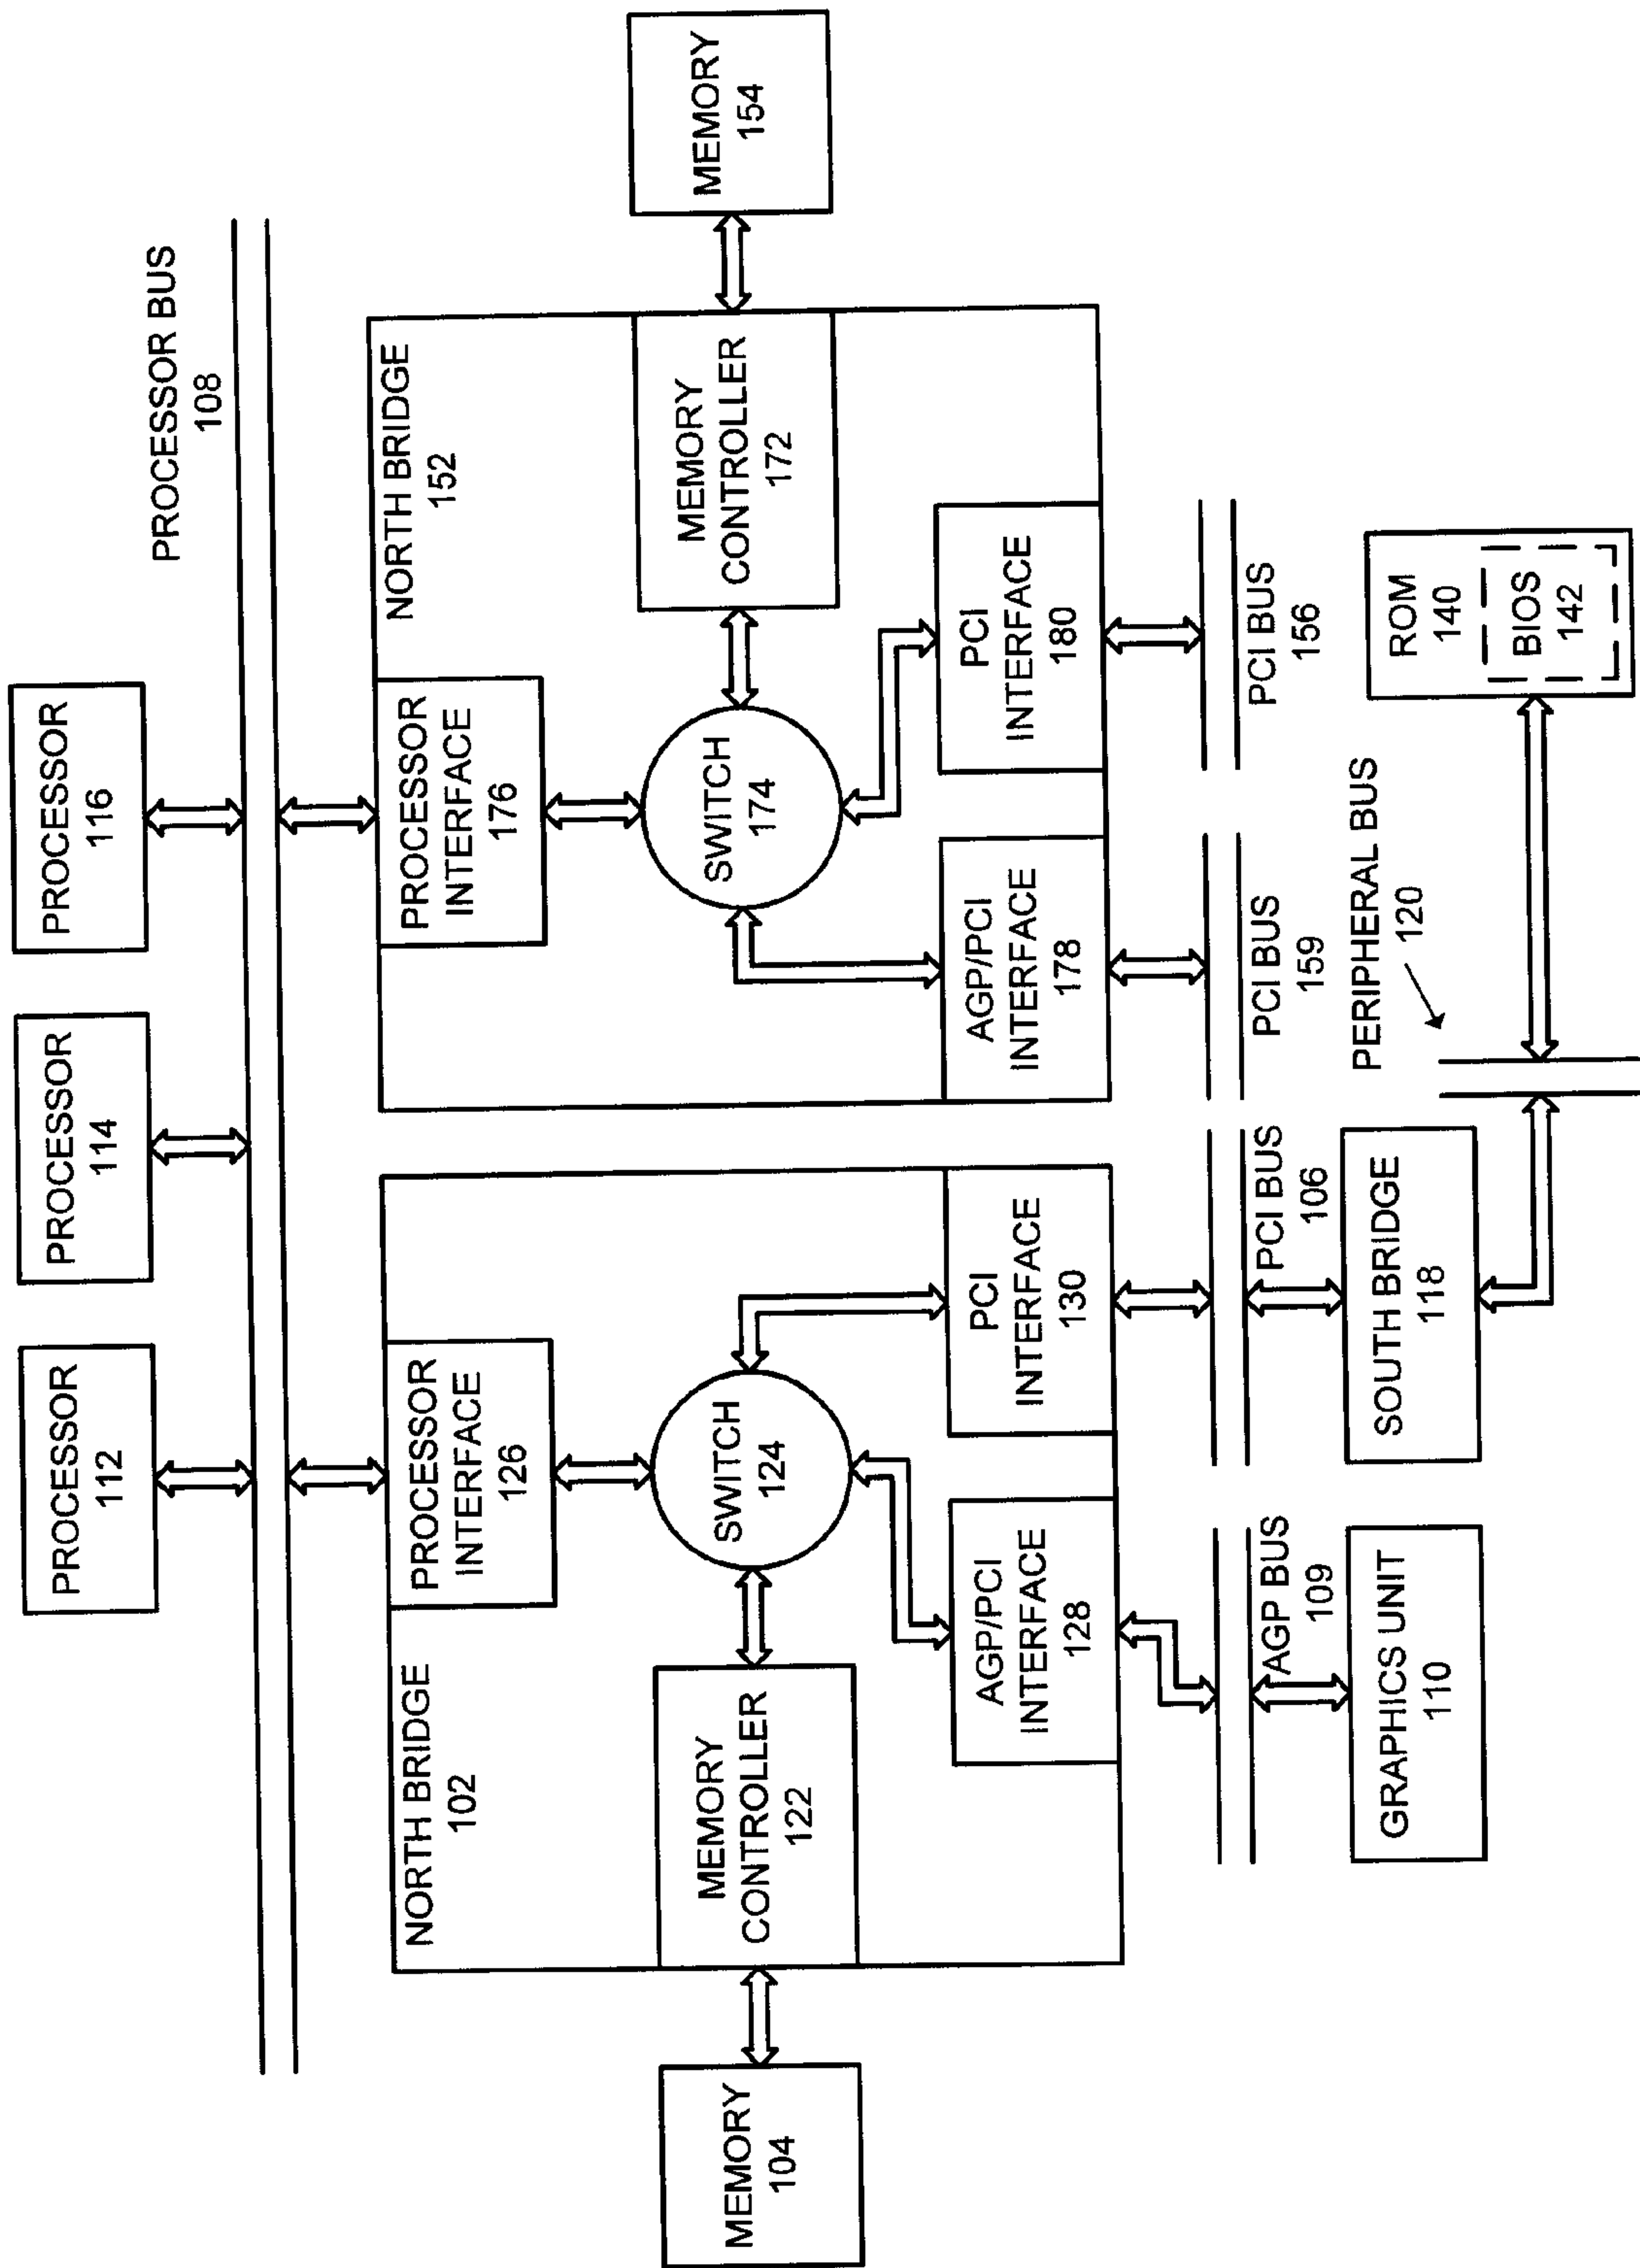 PROCESSOR
112
PROCESSOR
114
PROCESSOR
116
PROCESSOR BUS
108
NORTH BRIDGE
102
PROCESSOR
INTERFACE
126
MEMORY
104
MEMORY
CONTROLLER
122
SWITCH
124
AGP/PCI
INTERFACE
128
PCI
INTERFACE
130
NORTH BRIDGE
152
PROCESSOR
INTERFACE
176
SWITCH
174
MEMORY
CONTROLLER
172
MEMORY
154
AGP/PCI
INTERFACE
178
PCI
INTERFACE
180
AGP BUS
109
PCI BUS
106
PCI BUS
159
PCI BUS
156
GRAPHICS UNIT
110
SOUTH BRIDGE
118
PERIPHERAL BUS
120
ROM
140
BIOS
142